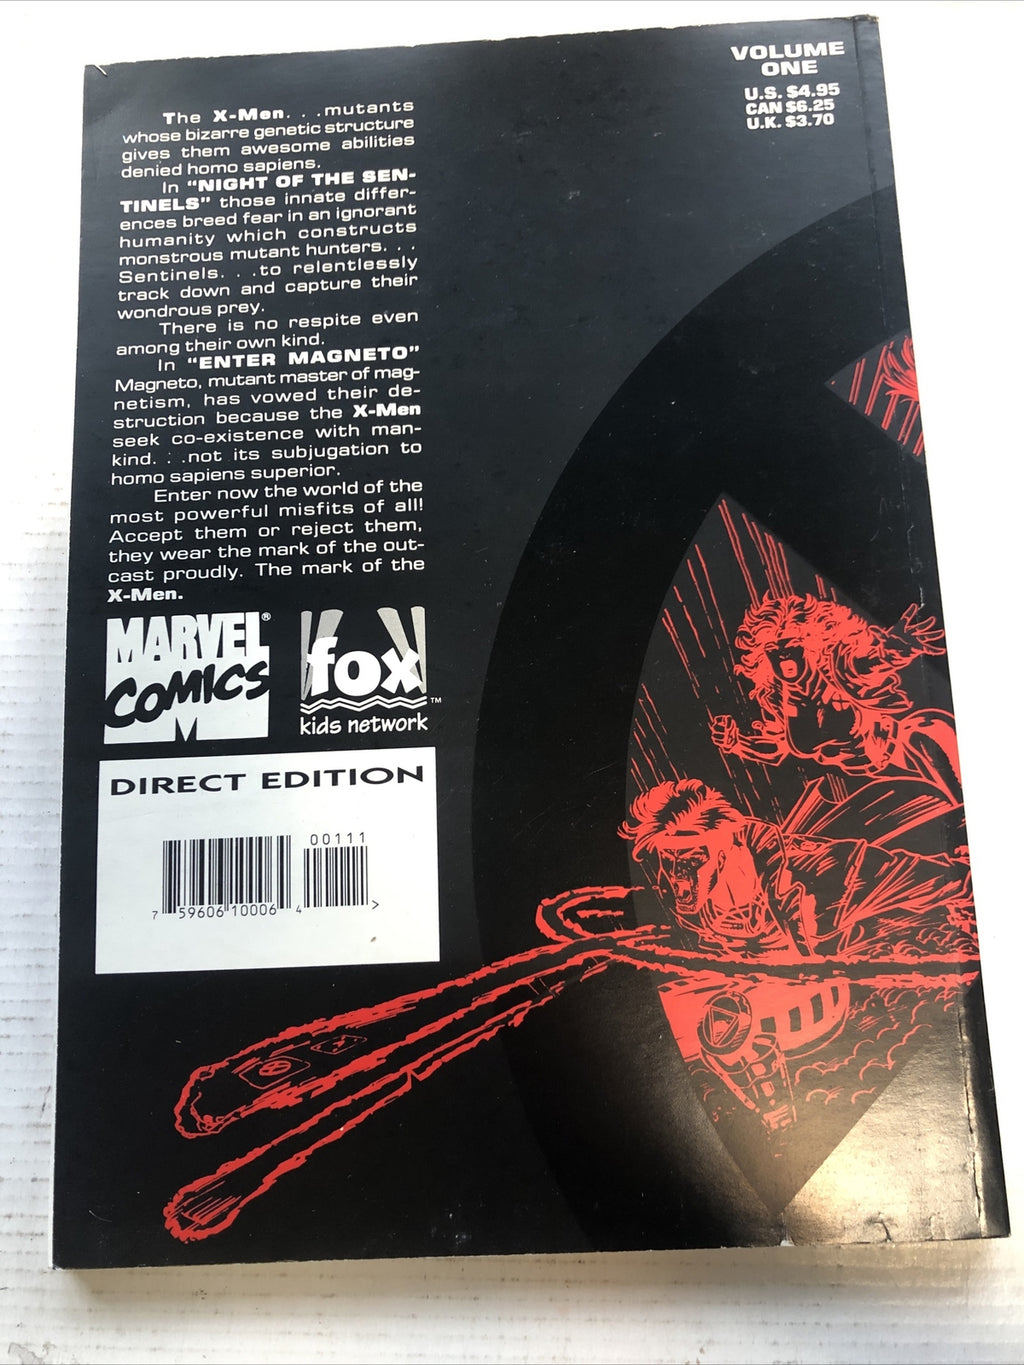 VOLUME
ONE
U.S. $4.95
CAN $6.25
U.K. $3.70
The X-Men. . .mutants
whose bizarre genetic structure
gives them awesome abilities
denied homo sapiens.
In "NIGHT OF THE SEN-
TINELS" those innate differ-
ences breed fear in an ignorant
humanity which constructs
monstrous mutant hunters. . .
Sentinels. . .to relentlessly
track down and capture their
wondrous prey.
There is no respite even
among their own kind.
In "ENTER MAGNETO"
Magneto, mutant master of mag-
netism, has vowed their de-
struction because the X-Men
seek co-existence with man-
kind. . .not its subjugation to
homo sapiens superior.
Enter now the world of the
most powerful misfits of all!
Accept them or reject them,
they wear the mark of the out-
cast proudly. The mark of the
X-Men.
MARVEL®
COMICS
M
fox™
kids network
DIRECT EDITION
00111
7 59606 10006 4 >